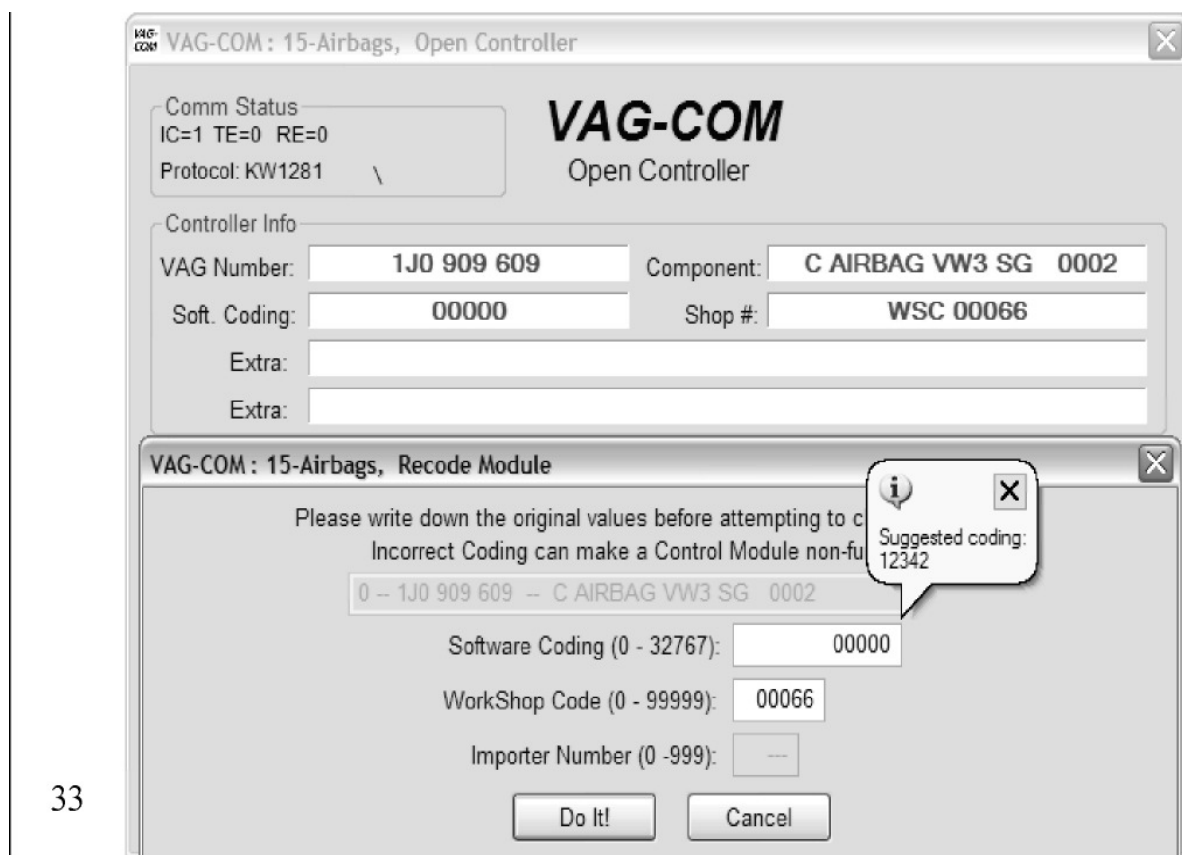 VAG-COM
VAG-COM : 15-Airbags, Open Controller
Comm Status
IC=1 TE=0 RE=0
Protocol: KW1281 \
VAG-COM
Open Controller
Controller Info
VAG Number: 1J0 909 609 Component: C AIRBAG VW3 SG 0002
Soft. Coding: 00000 Shop #: WSC 00066
Extra:
Extra:
VAG-COM : 15-Airbags, Recode Module
Please write down the original values before attempting to c
Incorrect Coding can make a Control Module non-fu
Suggested coding:
12342
0 -- 1J0 909 609 -- C AIRBAG VW3 SG 0002
Software Coding (0 - 32767): 00000
WorkShop Code (0 - 99999): 00066
Importer Number (0 -999): ---
Do It! Cancel
33